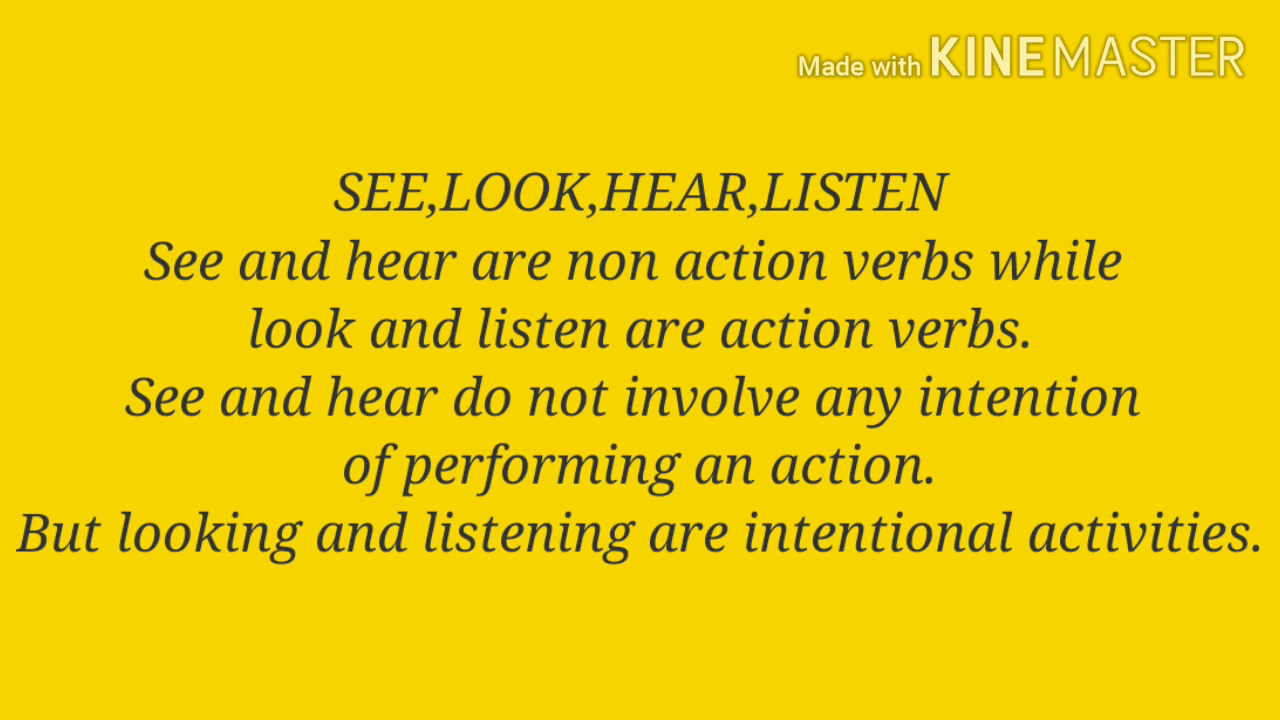 Made with KINEMASTER
SEE,LOOK,HEAR,LISTEN
See and hear are non action verbs while
look and listen are action verbs.
See and hear do not involve any intention
of performing an action.
But looking and listening are intentional activities.